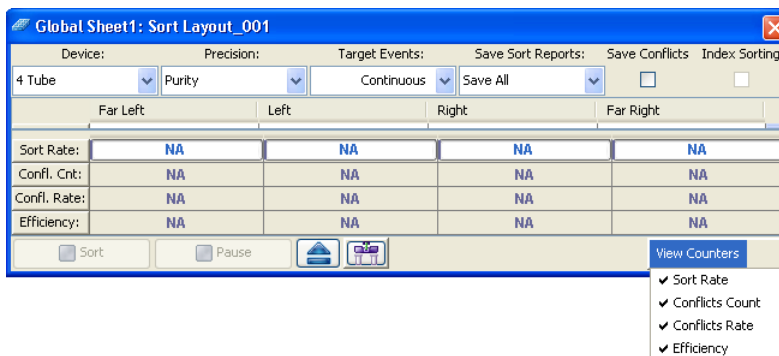 Global Sheet1: Sort Layout_001
Device: Precision: Target Events: Save Sort Reports: Save Conflicts Index Sorting
4 Tube Purity Continuous Save All
Far Left Left Right Far Right
Sort Rate: NA NA NA NA
Confl. Cnt: NA NA NA NA
Confl. Rate: NA NA NA NA
Efficiency: NA NA NA NA
Sort Pause View Counters
Sort Rate
Conflicts Count
Conflicts Rate
Efficiency